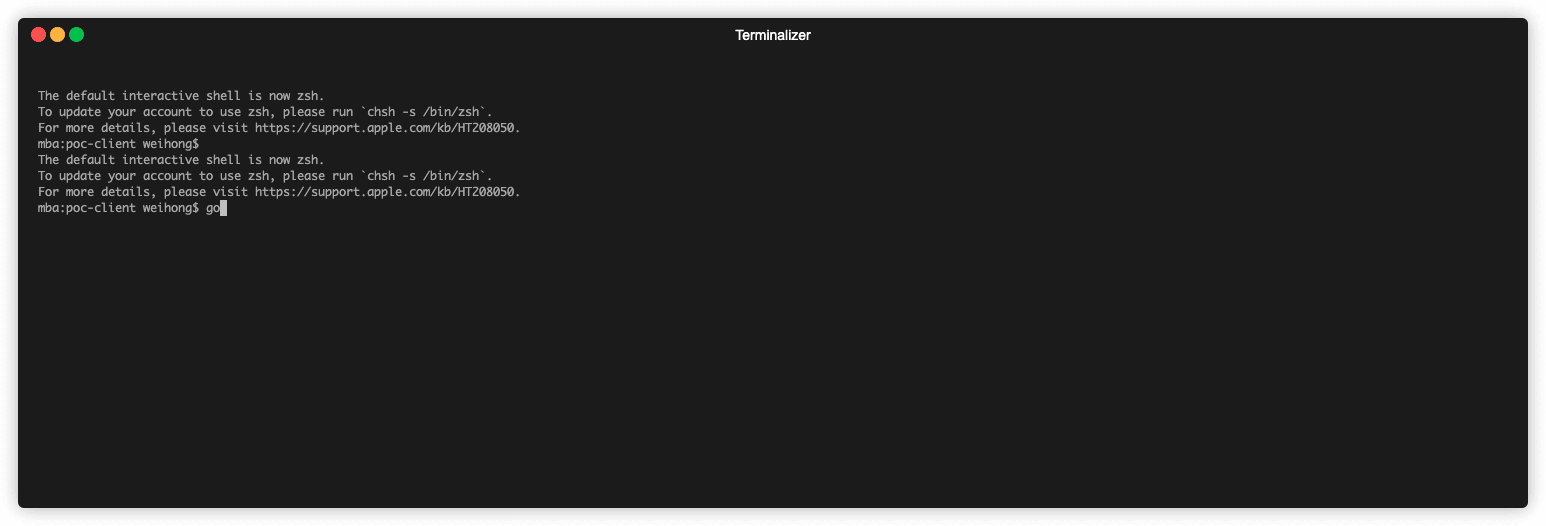 Terminalizer
The default interactive shell is now zsh.
To update your account to use zsh, please run `chsh -s /bin/zsh`.
For more details, please visit https://support.apple.com/kb/HT208050.
mba:poc-client weihong$
The default interactive shell is now zsh.
To update your account to use zsh, please run `chsh -s /bin/zsh`.
For more details, please visit https://support.apple.com/kb/HT208050.
mba:poc-client weihong$ go